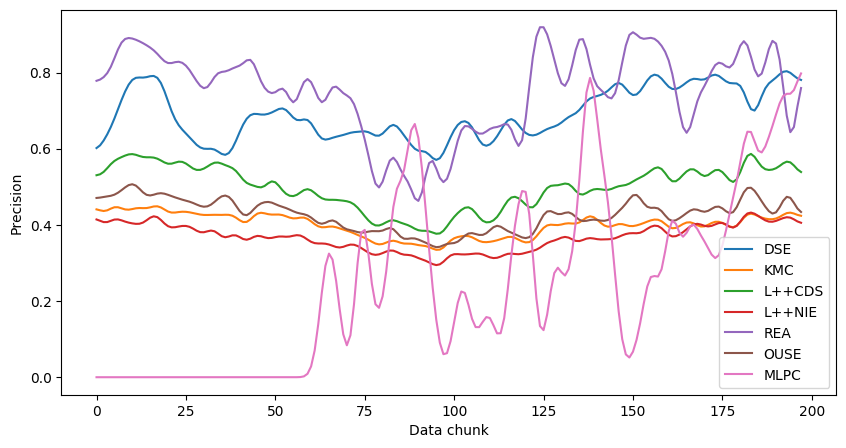 Precision
0.8
0.6
0.4
0.2
0.0
0
25
50
75
100
125
150
175
200
Data chunk
DSE
KMC
L++CDS
L++NIE
REA
OUSE
MLPC